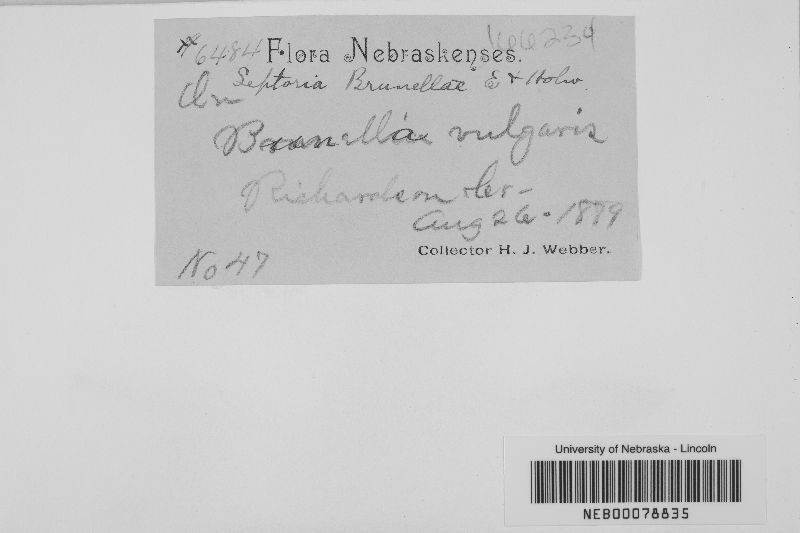 #6484 Flora Nebraskenses.
Septoria Brunellae E & Holw.
On
Brunellae vulgaris
Richardson Co-
Aug 26-1889
Collector H. J. Webber.
No 47
University of Nebraska - Lincoln
NEB00078835